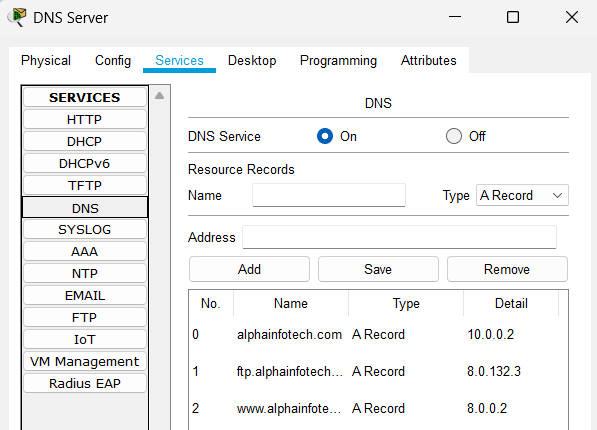 DNS Server
Physical Config Services Desktop Programming Attributes
SERVICES
HTTP
DHCP
DHCPv6
TFTP
DNS
SYSLOG
AAA
NTP
EMAIL
FTP
IoT
VM Management
Radius EAP
DNS
DNS Service On Off
Resource Records
Name Type A Record
Address
Add Save Remove
No. Name Type Detail
0 alphainfotech.com A Record 10.0.0.2
1 ftp.alphainfotech... A Record 8.0.132.3
2 www.alphainfote... A Record 8.0.0.2